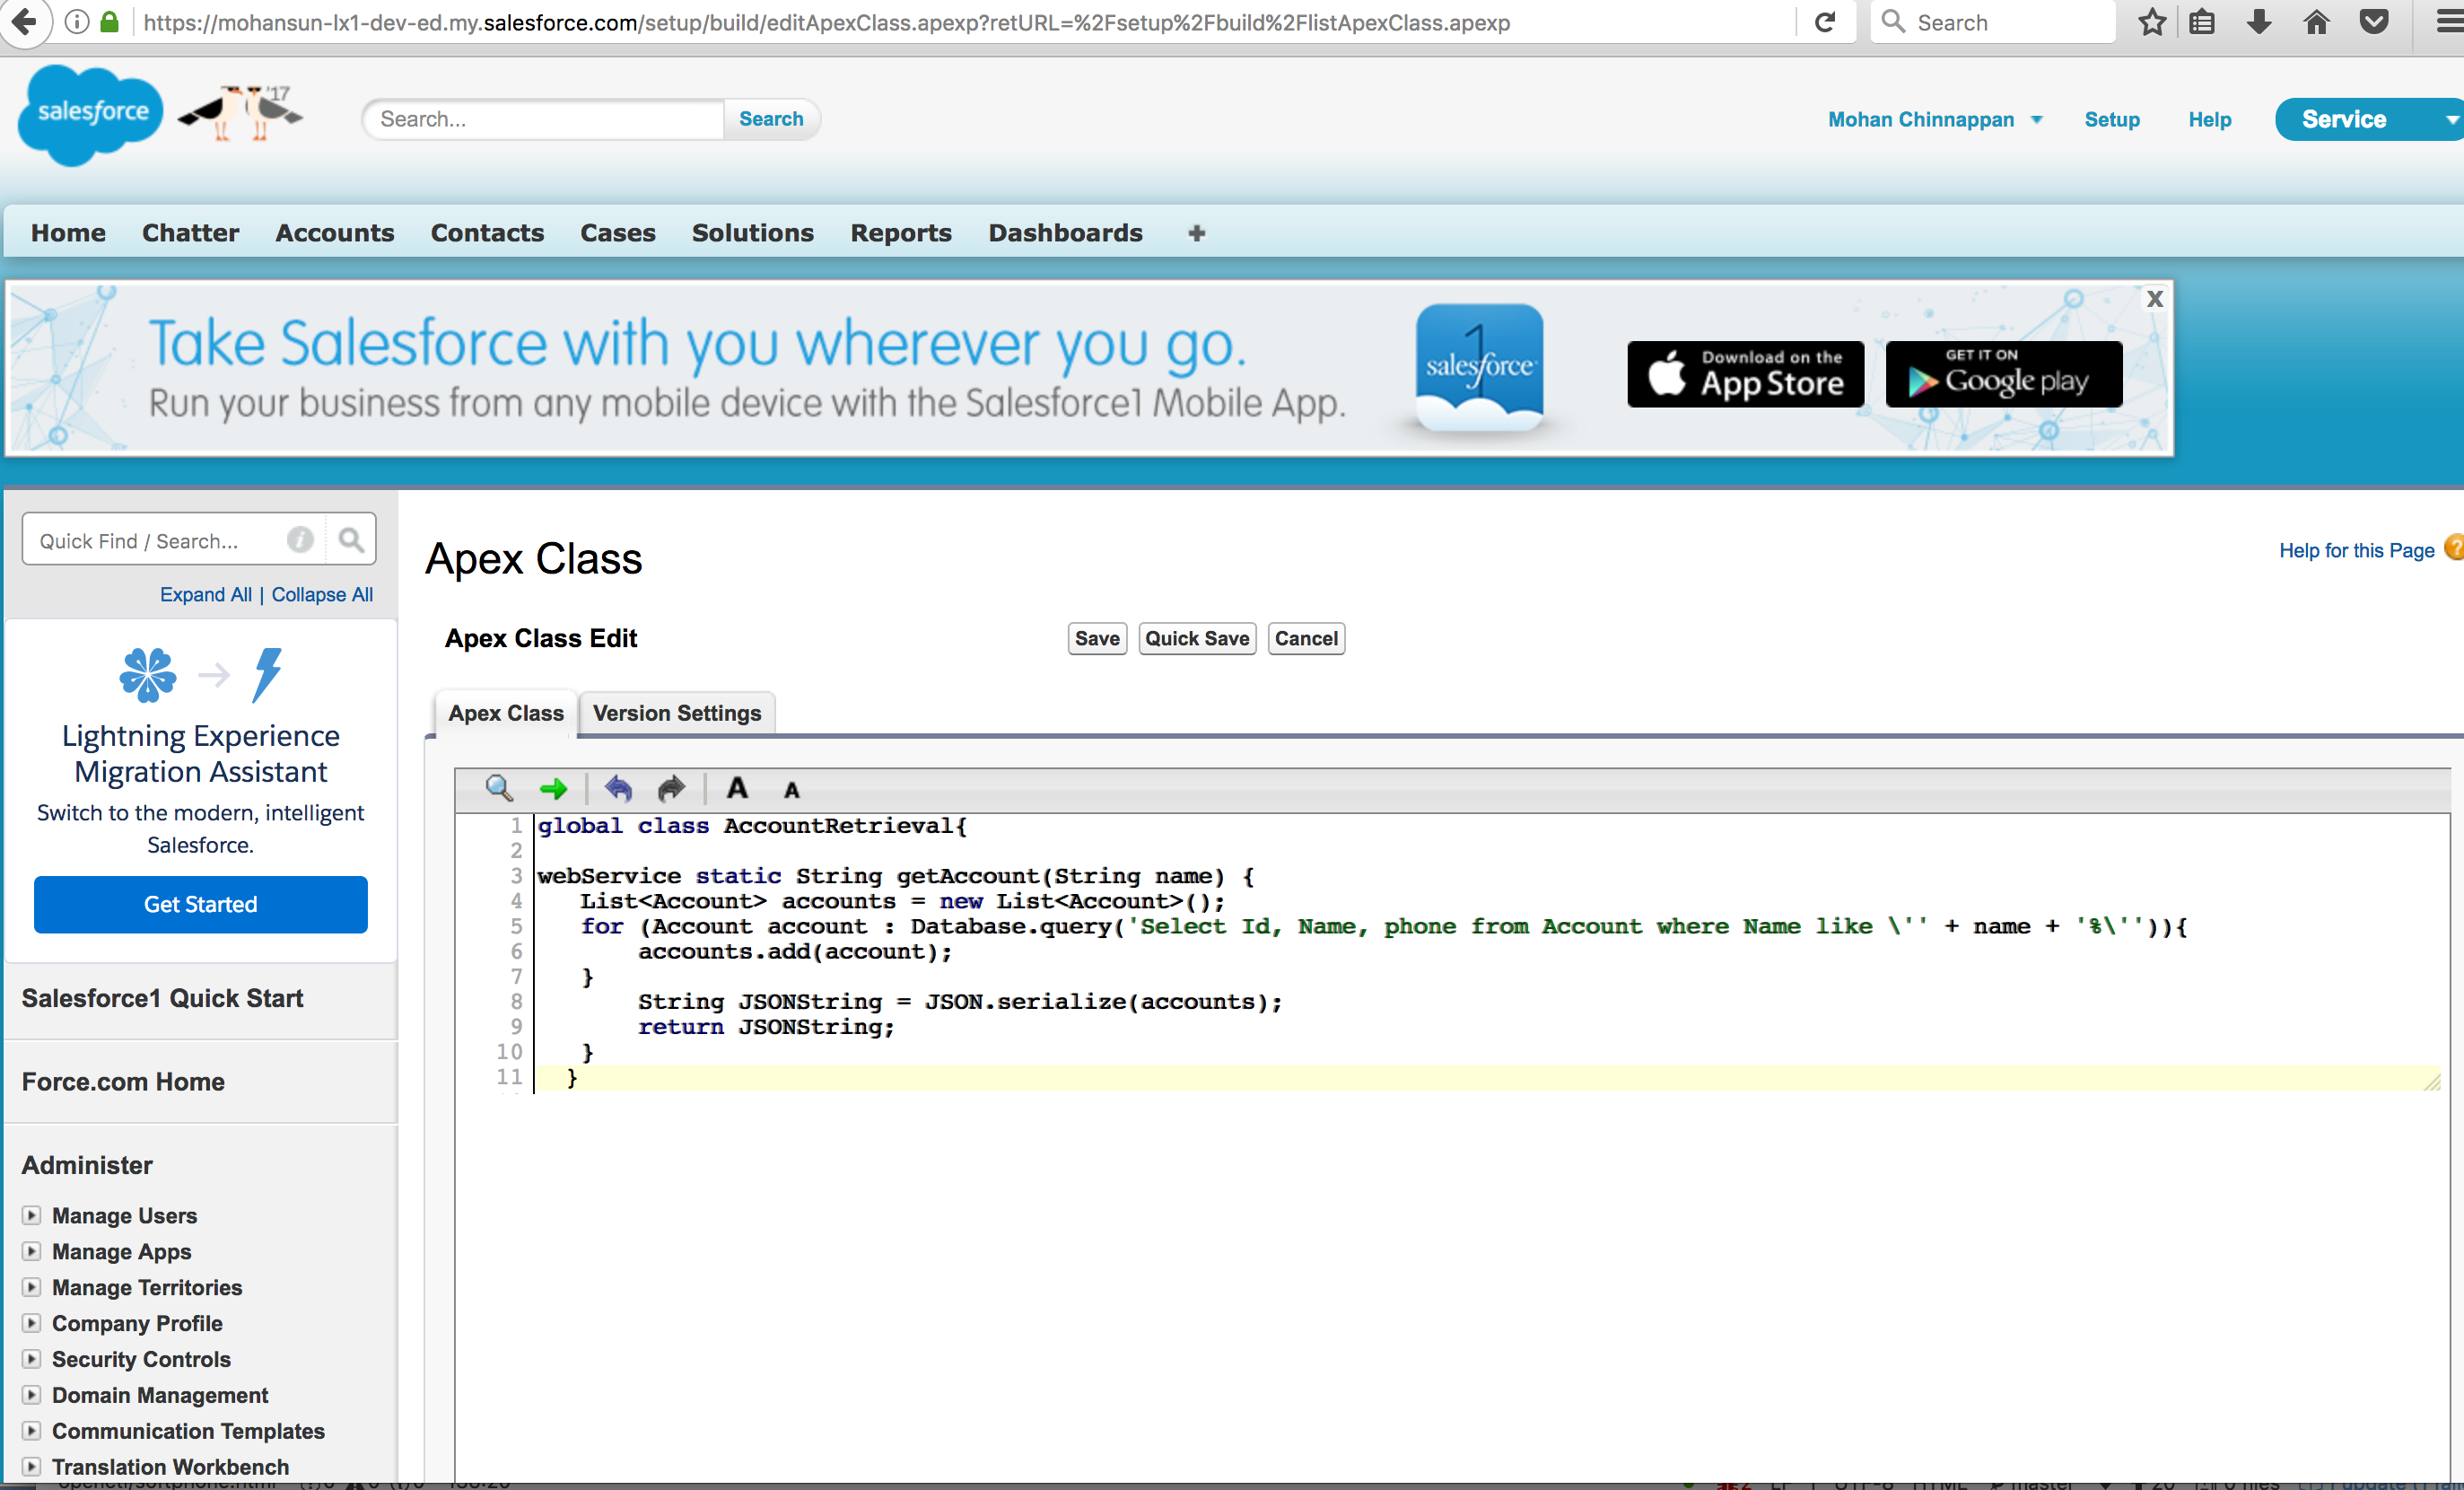 https://mohansun-lx1-dev-ed.my.salesforce.com/setup/build/editApexClass.apexp?retURL=%2Fsetup%2Fbuild%2FlistApexClass.apexp
Search
salesforce
'17
Search...
Search
Mohan Chinnappan
Setup
Help
Service
Home Chatter Accounts Contacts Cases Solutions Reports Dashboards +
Take Salesforce with you wherever you go.
Run your business from any mobile device with the Salesforce1 Mobile App.
1
salesforce
Download on the
App Store
GET IT ON
Google play
X
Quick Find / Search...
Expand All | Collapse All
Lightning Experience
Migration Assistant
Switch to the modern, intelligent
Salesforce.
Get Started
Salesforce1 Quick Start
Force.com Home
Administer
Manage Users
Manage Apps
Manage Territories
Company Profile
Security Controls
Domain Management
Communication Templates
Translation Workbench
Apex Class
Help for this Page
Apex Class Edit
Save Quick Save Cancel
Apex Class Version Settings
A A
1 global class AccountRetrieval{
2
3 webService static String getAccount(String name) {
4 List<Account> accounts = new List<Account>();
5 for (Account account : Database.query('Select Id, Name, phone from Account where Name like \'' + name + '%\'')){
6 accounts.add(account);
7 }
8 String JSONString = JSON.serialize(accounts);
9 return JSONString;
10 }
11 }